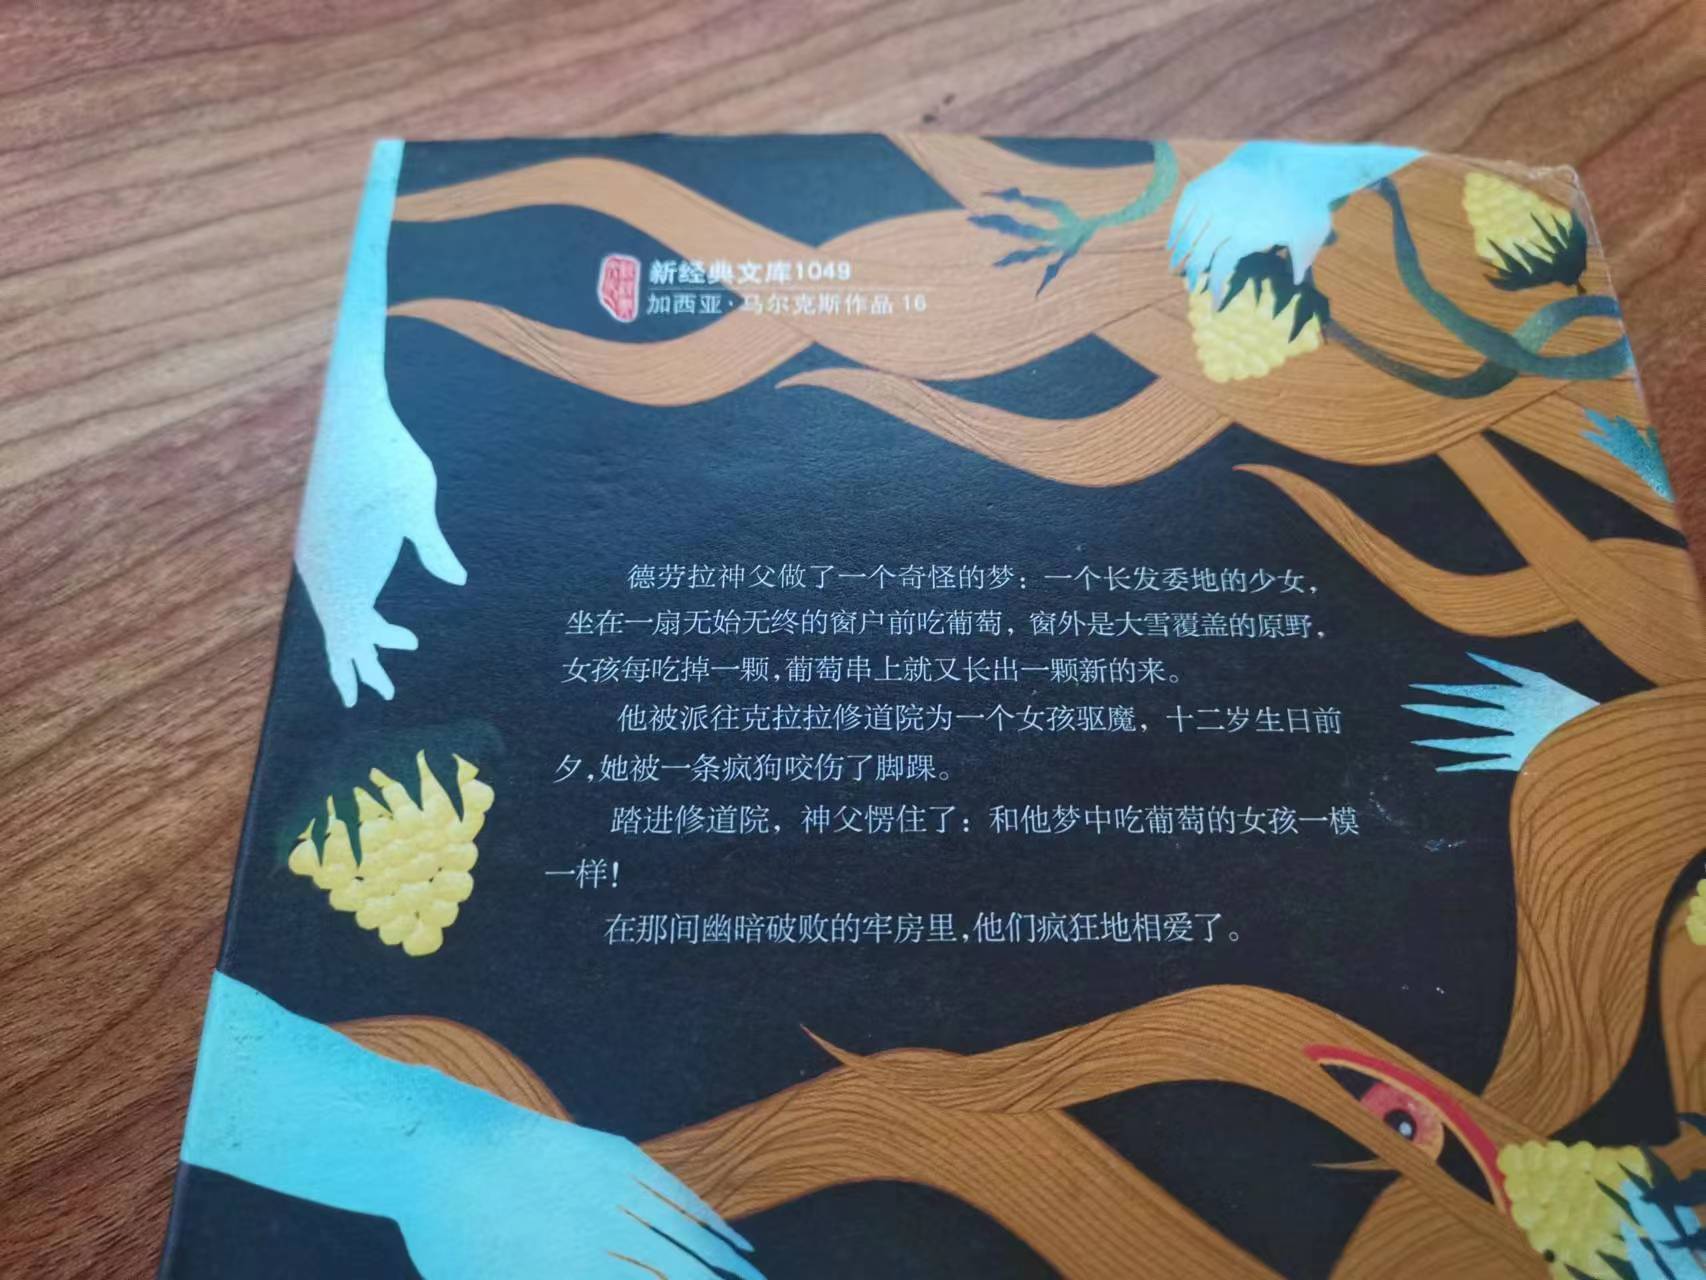 新经典文库1049
加西亚·马尔克斯作品 16
德劳拉神父做了一个奇怪的梦：一个长发委地的少女，
坐在一扇无始无终的窗户前吃葡萄，窗外是大雪覆盖的原野，
女孩每吃掉一颗，葡萄串上就又长出一颗新的来。
他被派往克拉拉修道院为一个女孩驱魔，十二岁生日前
夕，她被一条疯狗咬伤了脚踝。
踏进修道院，神父愣住了：和他梦中吃葡萄的女孩一模
一样！
在那间幽暗破败的牢房里，他们疯狂地相爱了。